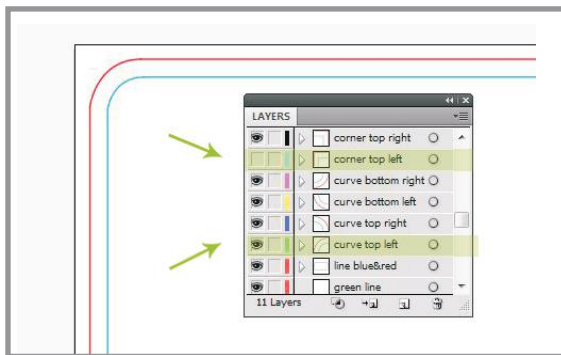 LAYERS
corner top right
corner top left
curve bottom right
curve bottom left
curve top right
curve top left
line blue&red
green line
11 Layers